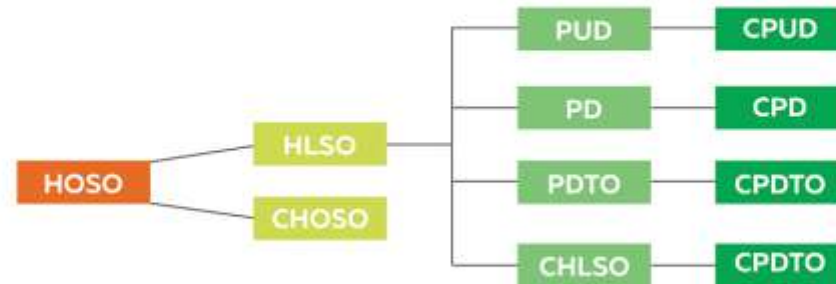 PUD CPUD
PD CPD
HLSO
HOSO
PDTO CPDTO
CHOSO
CHLSO CPDTO